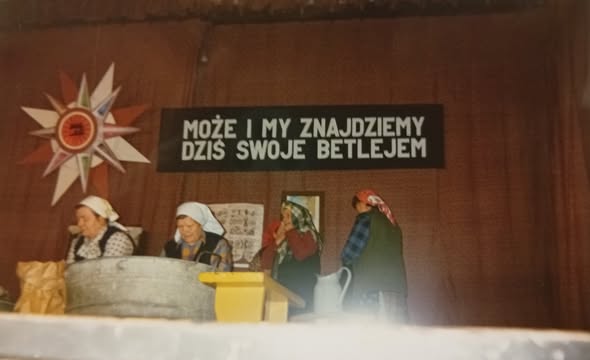 MOŻE I MY ZNAJDZIEMY
DZIŚ SWOJE BETLEJEM